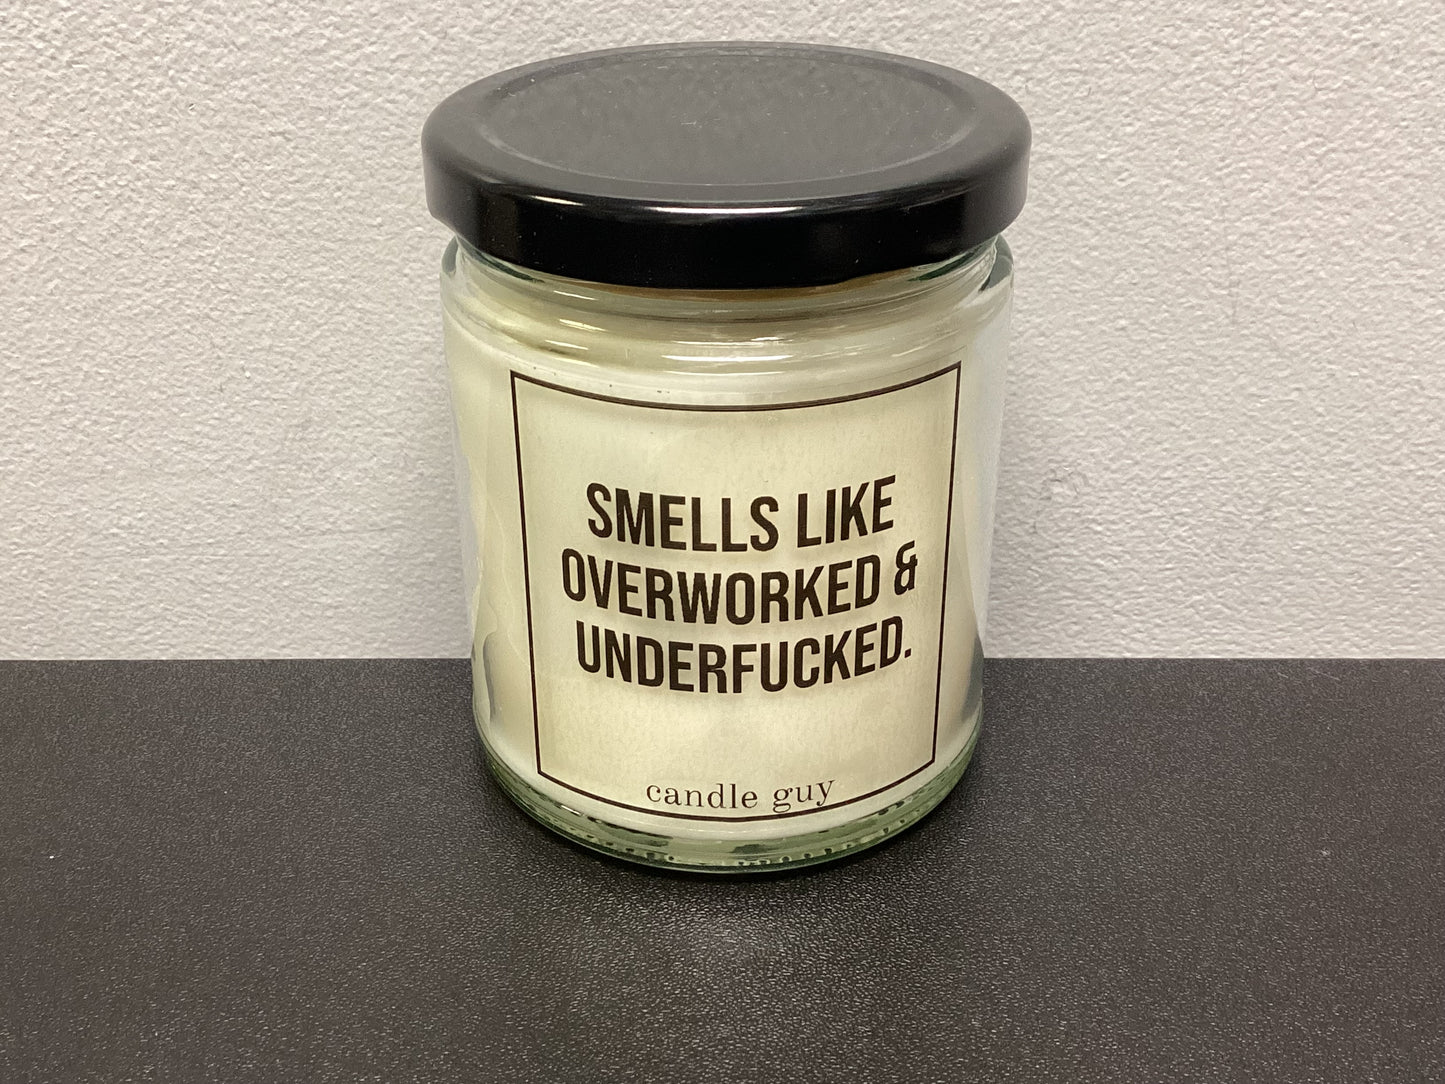 SMELLS LIKE
OVERWORKED &
UNDERFUCKED.
candle guy